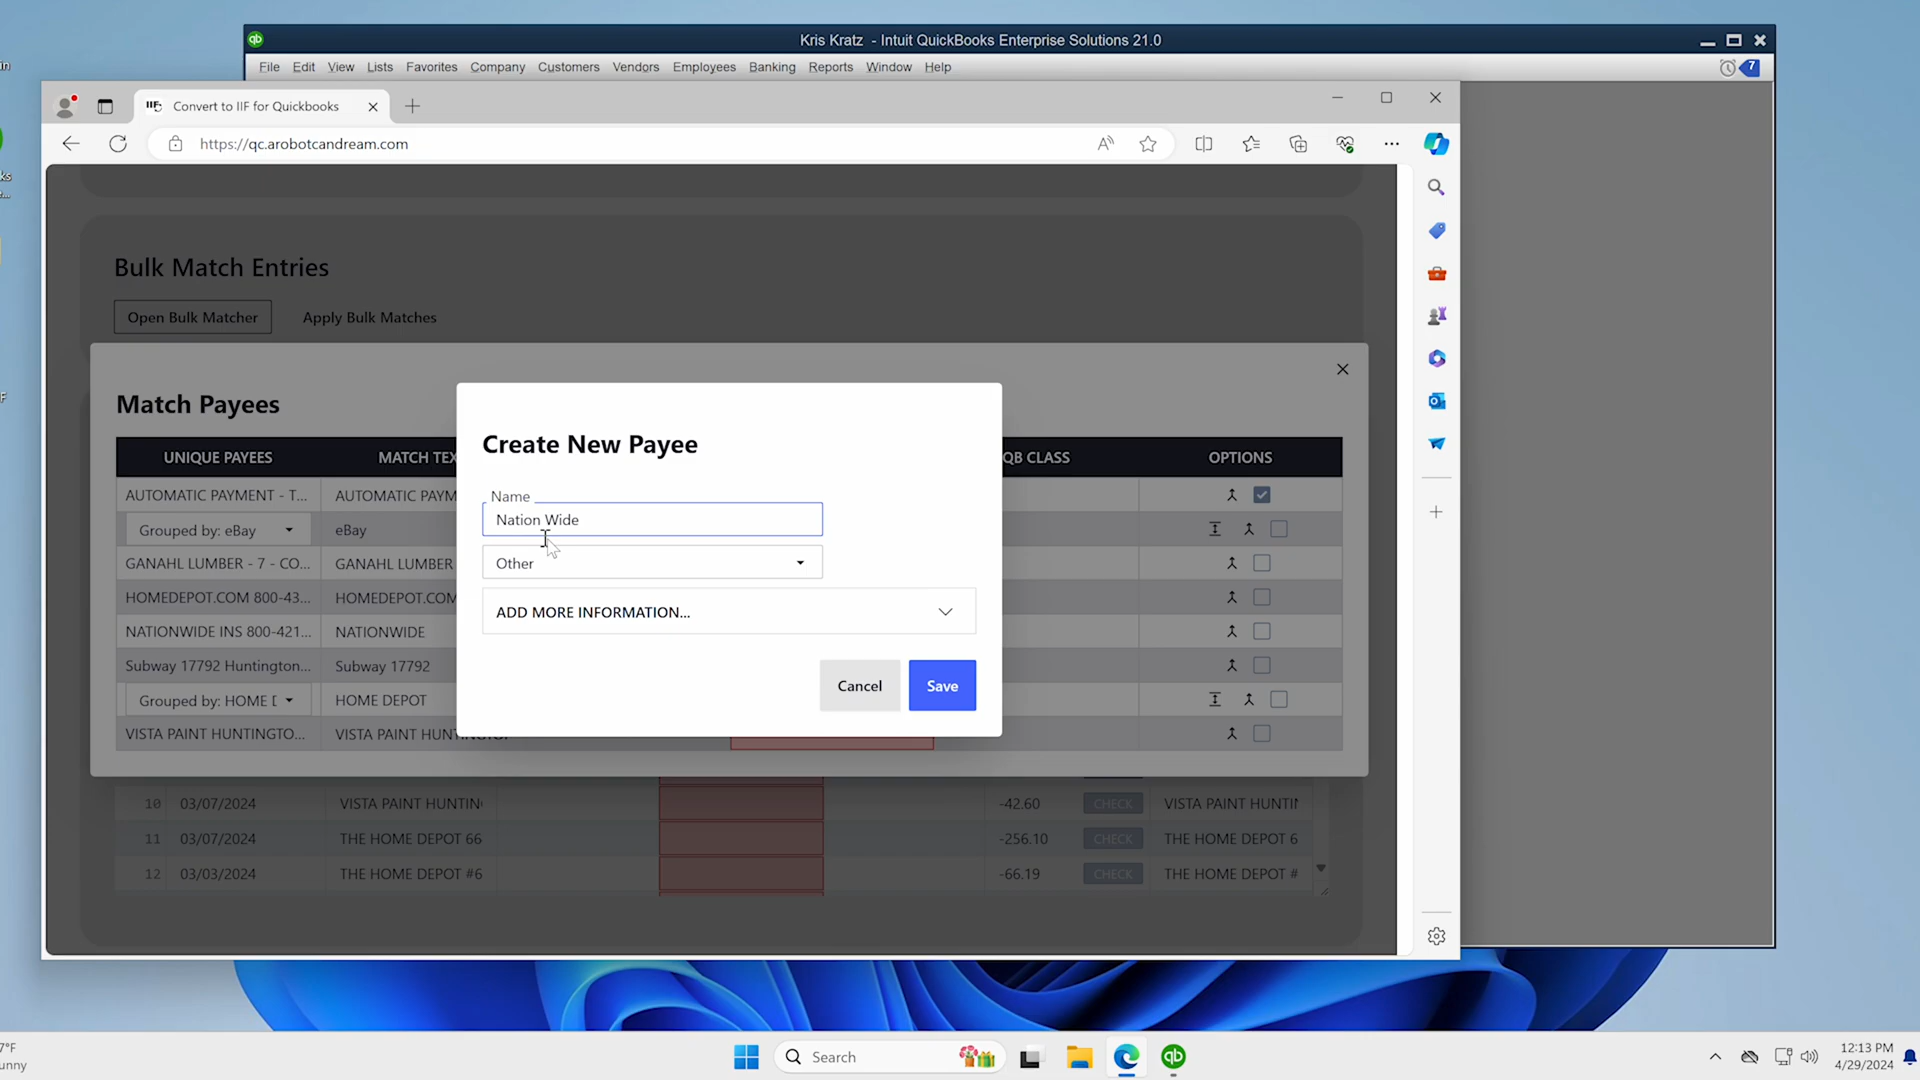 Kris Kratz - Intuit QuickBooks Enterprise Solutions 21.0
File Edit View Lists Favorites Company Customers Vendors Employees Banking Reports Window Help
7
Convert to IIF for Quickbooks
https://qc.arobotcandream.com
Bulk Match Entries
Open Bulk Matcher Apply Bulk Matches
Match Payees
Create New Payee
UNIQUE PAYEES MATCH TEX QB CLASS OPTIONS
AUTOMATIC PAYMENT - T... AUTOMATIC PAYM
Name
Nation Wide
Grouped by: eBay eBay
GANAHL LUMBER - 7 - CO... GANAHL LUMBER
Other
HOMEDEPOT.COM 800-43... HOMEDEPOT.COM
ADD MORE INFORMATION...
NATIONWIDE INS 800-421... NATIONWIDE
Subway 17792 Huntington... Subway 17792
Cancel Save
Grouped by: HOME HOME DEPOT
VISTA PAINT HUNTINGTO... VISTA PAINT HUNTINGTO
10 03/07/2024 VISTA PAINT HUNTIN -42.60 CHECK VISTA PAINT HUNTIN
11 03/07/2024 THE HOME DEPOT 66 -256.10 CHECK THE HOME DEPOT 6
12 03/03/2024 THE HOME DEPOT #6 -66.19 CHECK THE HOME DEPOT #
7°F
unny
Search
12:13 PM
4/29/2024